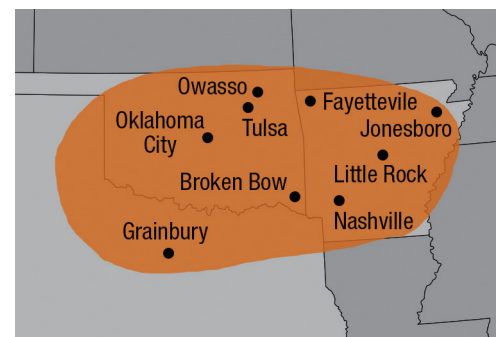 Owasso
Fayettevile
Tulsa
Jonesboro
Oklahoma
City
Little Rock
Broken Bow
Nashville
Grainbury